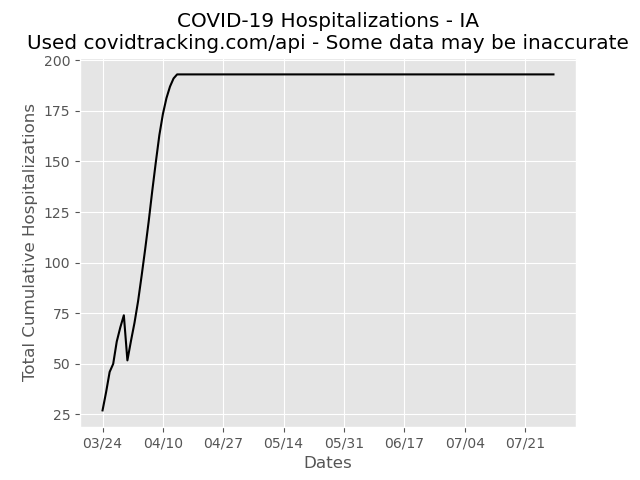 COVID-19 Hospitalizations - IA
Used covidtracking.com/api - Some data may be inaccurate
Total Cumulative Hospitalizations
200
175
150
125
100
75
50
25
03/24 04/10 04/27 05/14 05/31 06/17 07/04 07/21
Dates